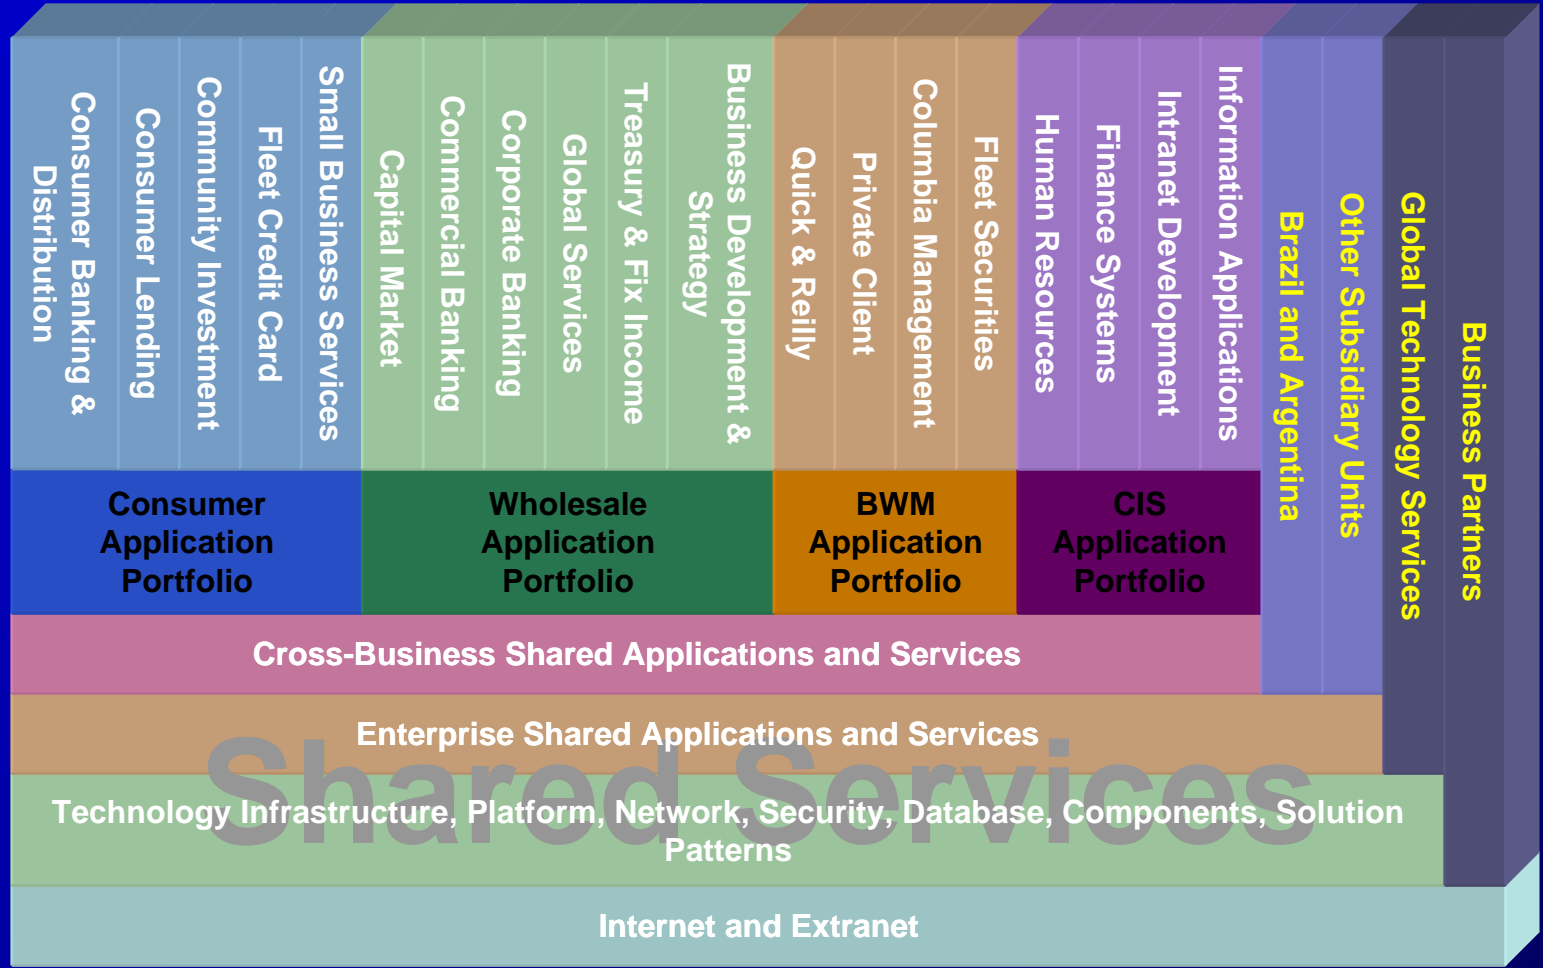 Consumer Banking &
Distribution
Consumer Lending
Community Investment
Fleet Credit Card
Small Business Services
Capital Market
Commercial Banking
Corporate Banking
Global Services
Treasury & Fix Income
Business Development &
Strategy
Quick & Reilly
Private Client
Columbia Management
Fleet Securities
Human Resources
Finance Systems
Intranet Development
Information Applications
Brazil and Argentina
Other Subsidiary Units
Global Technology Services
Business Partners
Consumer
Application
Portfolio
Wholesale
Application
Portfolio
BWM
Application
Portfolio
CIS
Application
Portfolio
Cross-Business Shared Applications and Services
Enterprise Shared Applications and Services
Shared Services
Technology Infrastructure, Platform, Network, Security, Database, Components, Solution
Patterns
Internet and Extranet